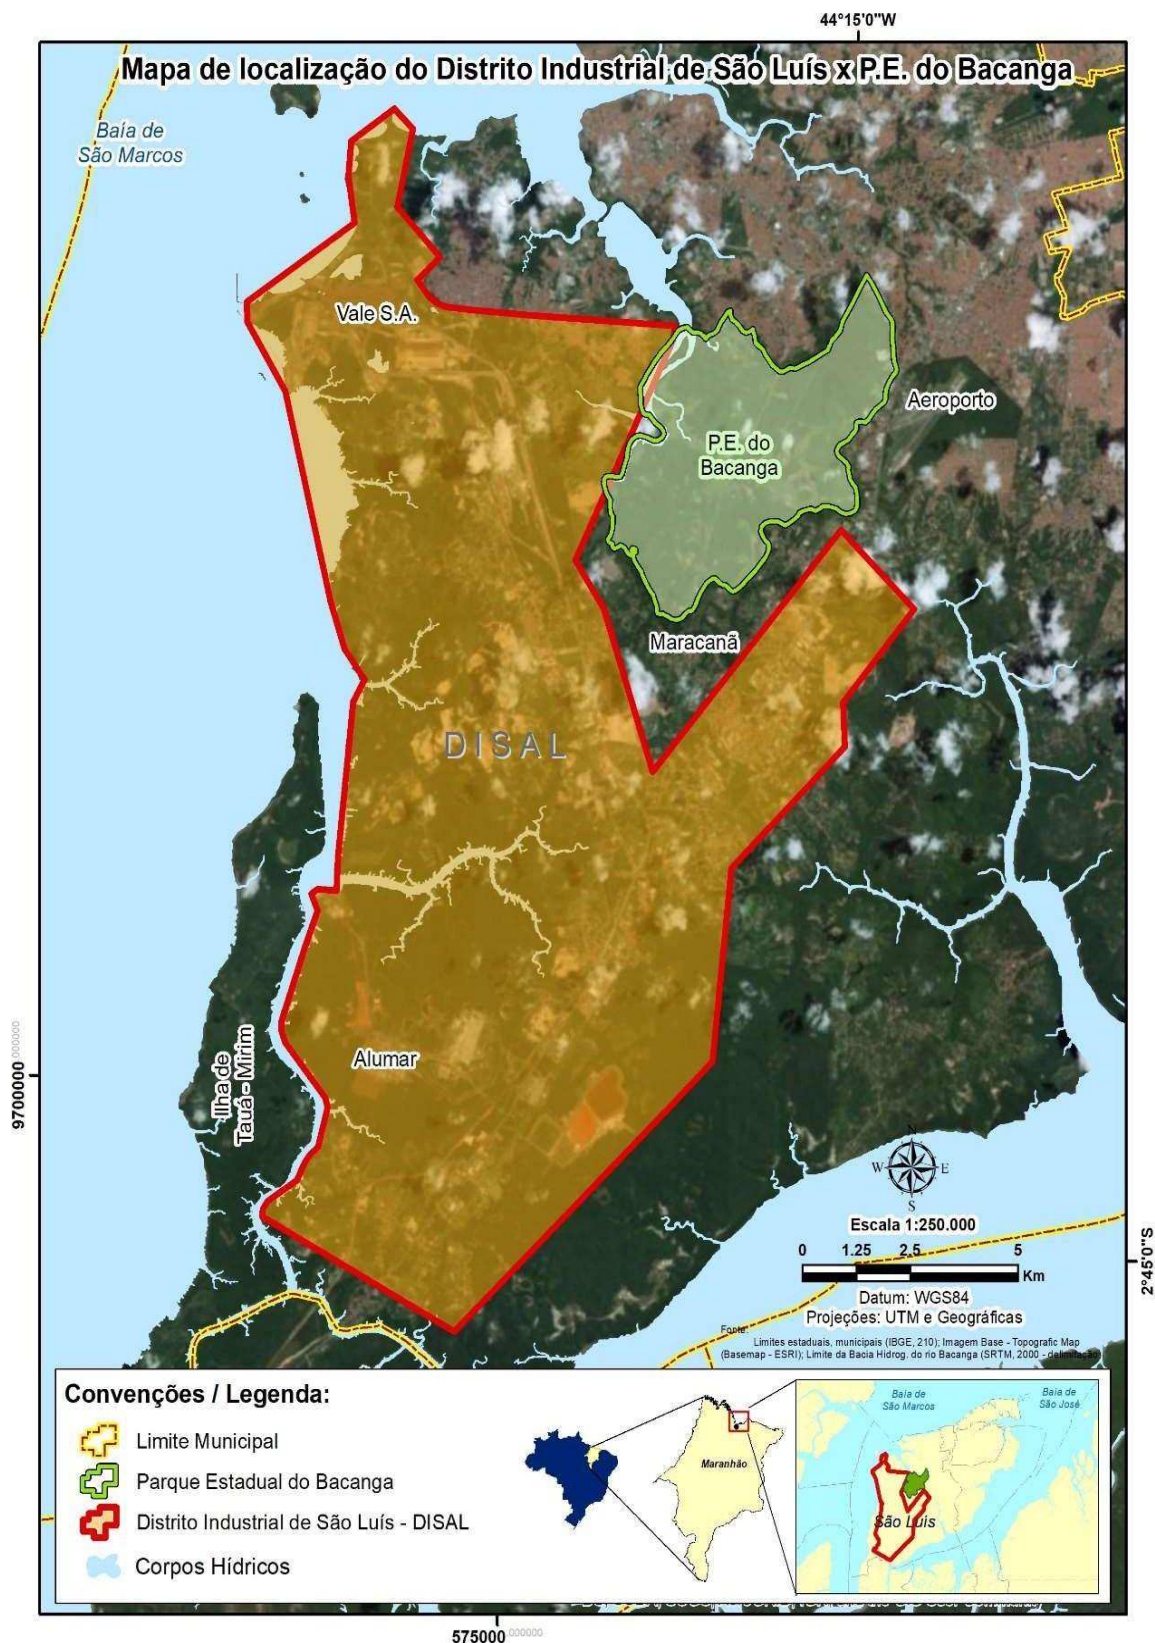 44°15'0"W
Mapa de localização do Distrito Industrial de São Luís x P.E. do Bacanga
Baía de
São Marcos
Vale S.A.
Aeroporto
P.E. do
Bacanga
Maracanã
DISAL
Ilha de
Tauá - Mirim
Alumar
9700000,000000
N
W E
S
Escala 1:250.000
0 1.25 2,5 5
Km
2°45'0"S
Datum: WGS84
Projeções: UTM e Geográficas
Fonte:
Limites estaduais, municipais (IBGE, 210); Imagem Base - Topografic Map
(Basemap - ESRI); Limite da Bacia Hidrog. do rio Bacanga (SRTM, 2000 - delimitação
Convenções / Legenda:
Limite Municipal
Parque Estadual do Bacanga
Distrito Industrial de São Luís - DISAL
Corpos Hídricos
Maranhão
Baía de
São Marcos
Baía de
São José
São Luís
575000,000000